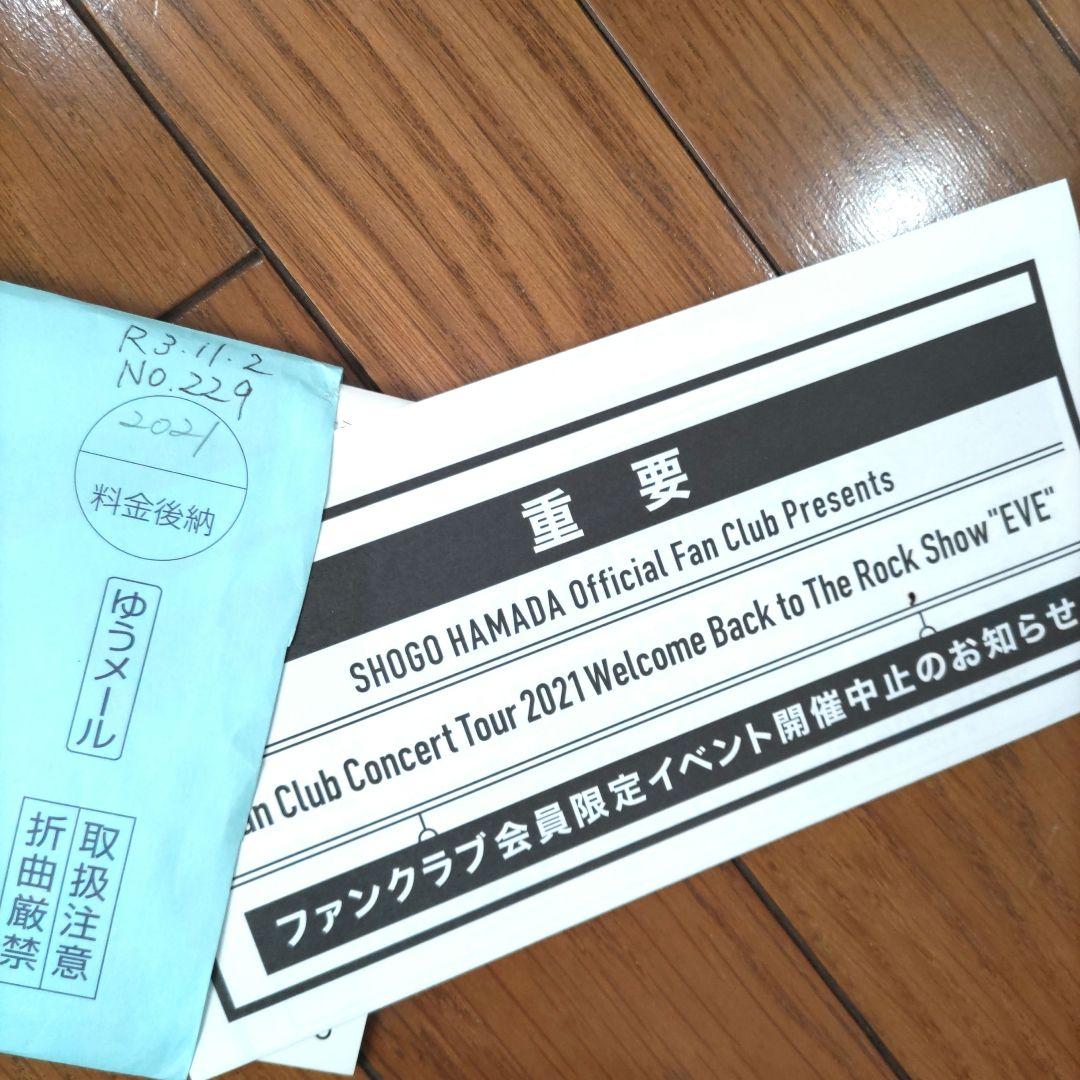 R3.11.2
No.229
2021
料金後納
ゆうメール
取扱注意
折曲厳禁
重要
SHOGO HAMADA Official Fan Club Presents
an Club Concert Tour 2021 Welcome Back to The Rock Show "EVE"
ファンクラブ会員限定イベント開催中止のお知らせ